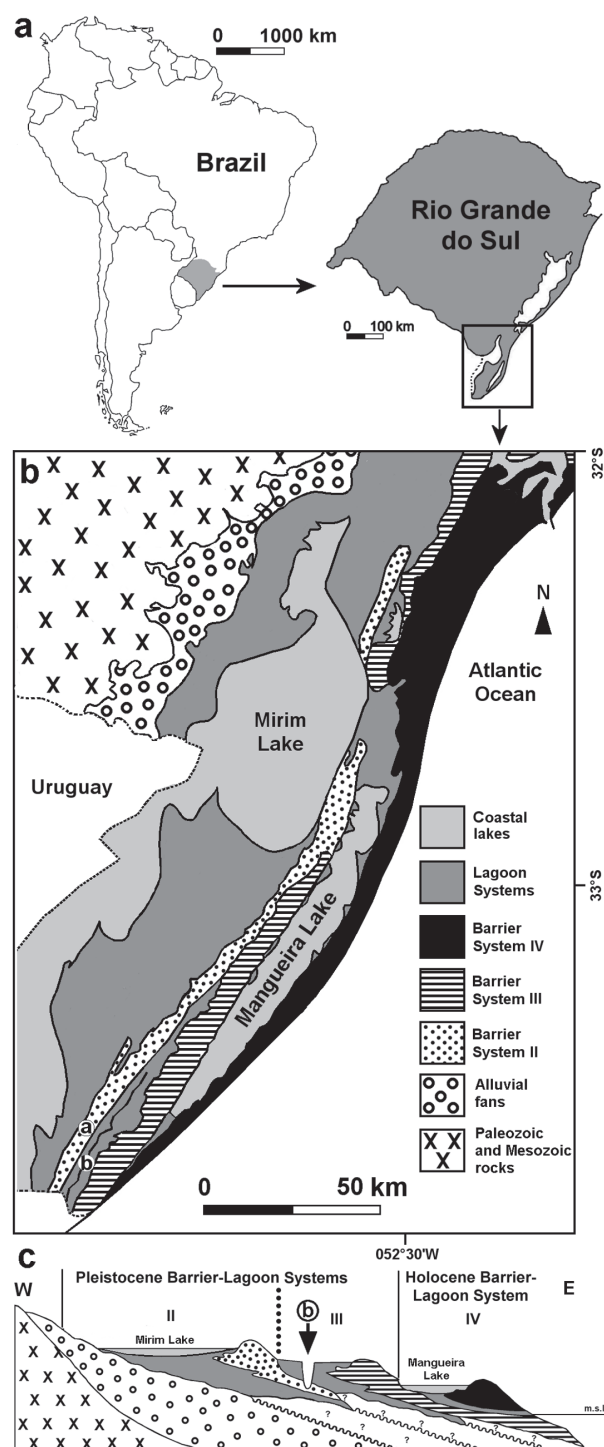 a
0 1000 km
Brazil
Rio Grande
do Sul
0 100 km
b
32°S
N
Atlantic
Ocean
Mirim
Lake
Uruguay
Coastal
lakes
Lagoon
Systems
33°S
Barrier
System IV
Mangueira Lake
Barrier
System III
Barrier
System II
Alluvial
fans
Paleozoic
and Mesozoic
rocks
a
b
0 50 km
052°30'W
c
W
Pleistocene Barrier-Lagoon Systems
Holocene Barrier-
Lagoon System
E
II
b
III
IV
Mirim Lake
Mangueira
Lake
m.s.l
? ? ? ? ? ? ? ?